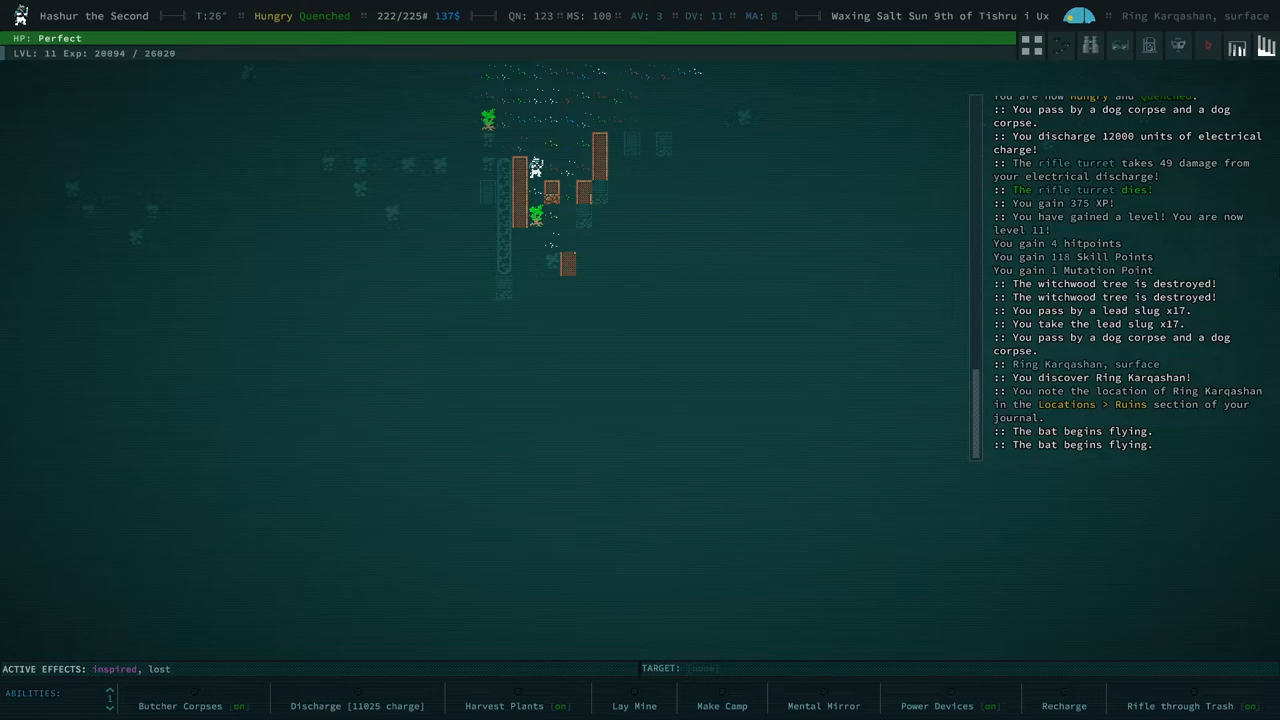 Hashur the Second T:26° :: Hungry Quenched :: 222/225# 137$ QN: 123 :: MS: 100 :: AV: 3 :: DV: 11 :: MA: 8 Waxing Salt Sun 9th of Tishru i Ux Ring Karqashan, surface
HP: Perfect
LVL: 11 Exp: 20094 / 26020
You are now Hungry and Quenched.
:: You pass by a dog corpse and a dog
corpse.
:: You discharge 12000 units of electrical
charge!
:: The rifle turret takes 49 damage from
your electrical discharge!
:: The rifle turret dies!
:: You gain 375 XP!
:: You have gained a level! You are now
level 11!
You gain 4 hitpoints
You gain 118 Skill Points
You gain 1 Mutation Point
:: The witchwood tree is destroyed!
:: The witchwood tree is destroyed!
:: You pass by a lead slug x17.
:: You take the lead slug x17.
:: You pass by a dog corpse and a dog
corpse.
:: Ring Karqashan, surface
:: You discover Ring Karqashan!
:: You note the location of Ring Karqashan
in the Locations > Ruins section of your
journal.
:: The bat begins flying.
:: The bat begins flying.
ACTIVE EFFECTS: inspired, lost
TARGET: [none]
ABILITIES: 1 Butcher Corpses [on] Discharge [11025 charge] Harvest Plants [on] Lay Mine Make Camp Mental Mirror Power Devices [on] Recharge Rifle through Trash [on]